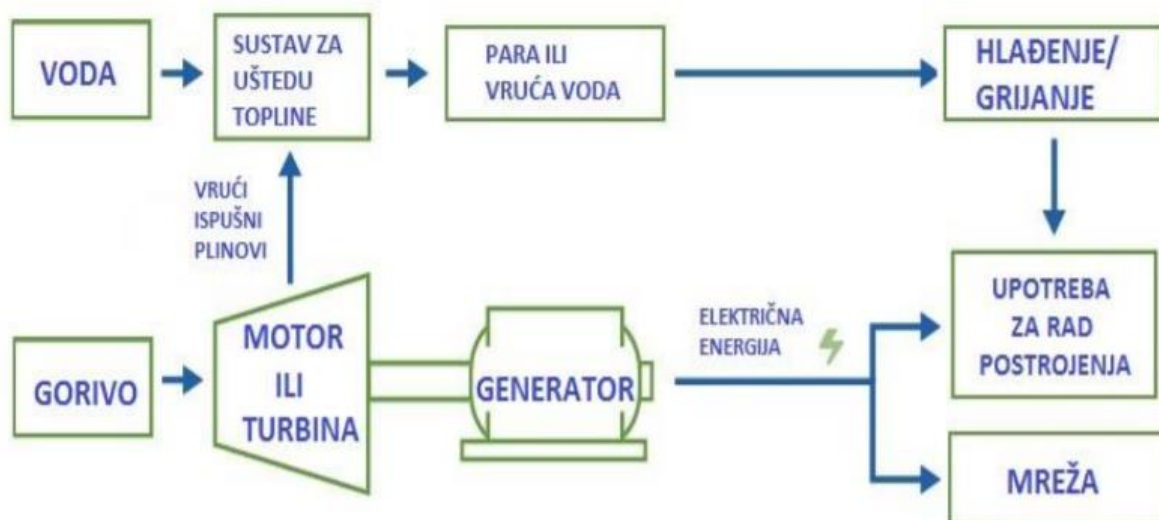 VODA
SUSTAV ZA
UŠTEDU
TOPLINE
PARA ILI
VRUĆA VODA
HLAĐENJE/
GRIJANJE
VRUĆI
ISPUŠNI
PLINOVI
GORIVO
MOTOR
ILI
TURBINA
GENERATOR
ELEKTRIČNA
ENERGIJA
UPOTREBA
ZA RAD
POSTROJENJA
MREŽA